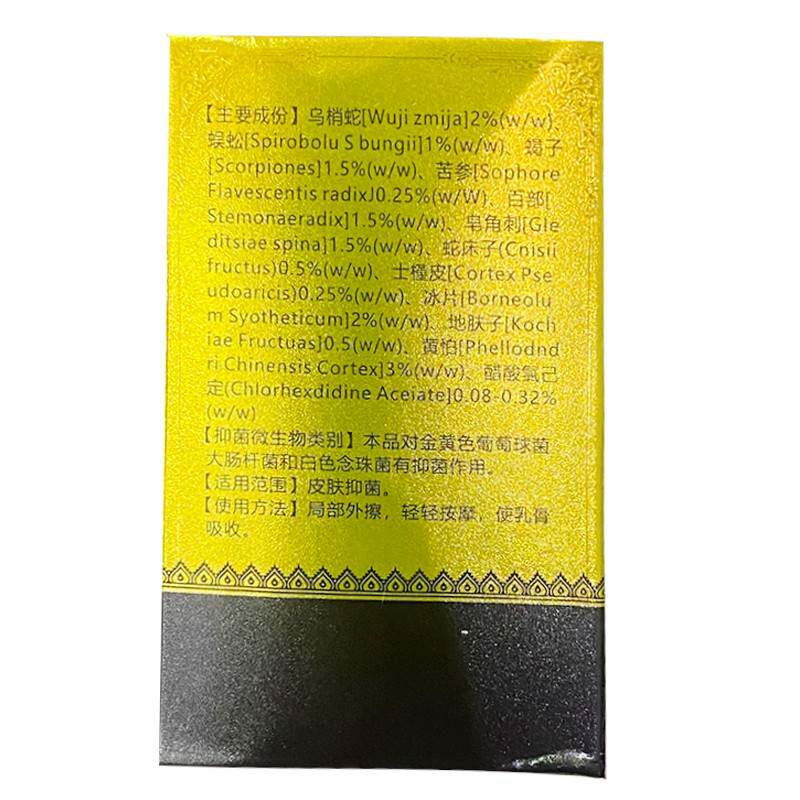 【主要成份】乌梢蛇[Wuji zmija]2%(w/w)、
蜈蚣[Spirobolu S bungii]1%(w/w)、蝎子
[Scorpiones]1.5%(w/w)、苦参[Sophore
Flavescentis radixJ0.25%(w/W)、百部[
Stemonaeradix]1.5%(w/w)、皂角刺[Gle
ditsiae spina]1.5%(w/w)、蛇床子(Cnisii
fructus)0.5%(w/w)、土槿皮[Cortex Pse
udoaricis)0.25%(w/w)、冰片[Borneolu
m Syotheticum]2%(w/w)、地肤子[Koch
iae Fructuas]0.5(w/w)、黄怕[Phellodnd
ri Chinensis Cortex]3%(w/w)、醋酸氯己
定(Chlorhexdidine Aceiate]0.08-0.32%
(w/w)
【抑菌微生物类别】本品对金黄色葡萄球菌
大肠杆菌和白色念珠菌有抑菌作用。
【适用范围】皮肤抑菌。
【使用方法】局部外擦，轻轻按摩，使乳膏
吸收。